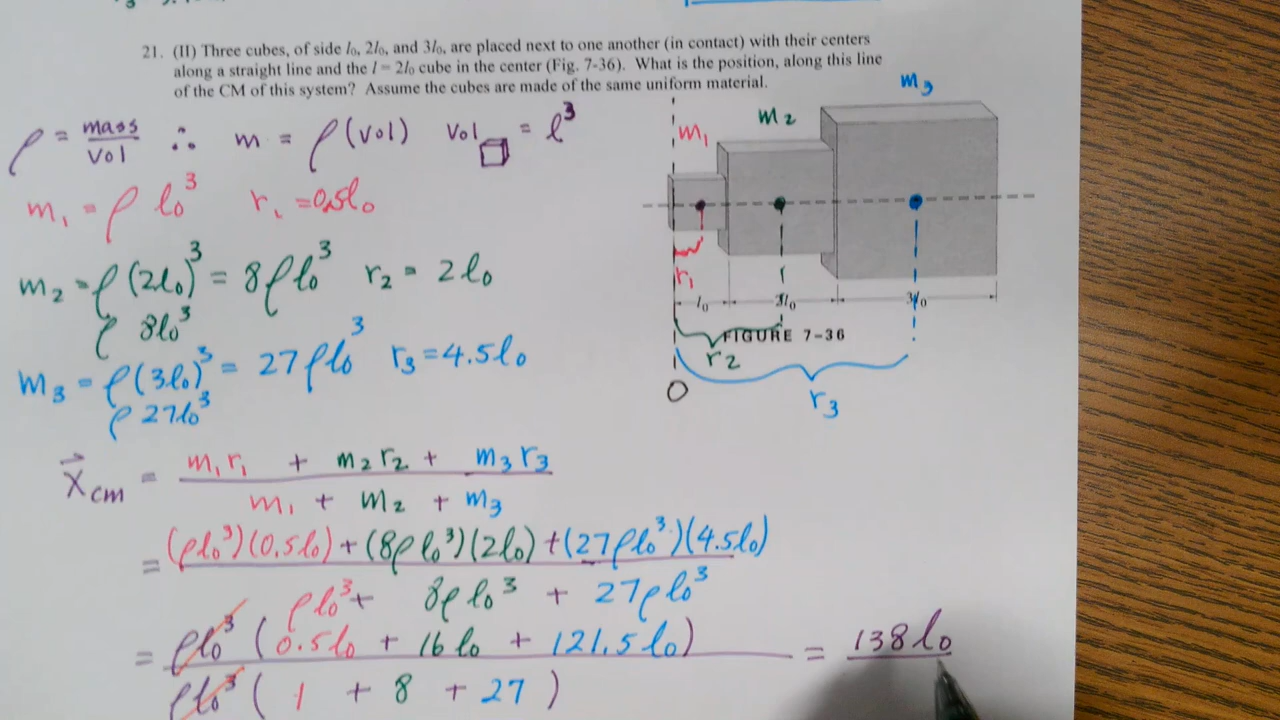 21. (II) Three cubes, of side l₀, 2l₀, and 3l₀, are placed next to one another (in contact) with their centers
along a straight line and the l = 2l₀ cube in the center (Fig. 7-36). What is the position, along this line
of the CM of this system? Assume the cubes are made of the same uniform material.
ρ = mass/vol ∴ m = ρ(vol) Vol = l³
m₁ = ρ l₀³ r₁ = 0.5l₀
m₂ = ρ(2l₀)³ = 8ρl₀³ r₂ = 2l₀
ρ 8l₀³
m₃ = ρ(3l₀)³ = 27ρl₀³ r₃ = 4.5l₀
ρ 27l₀³
m₁ m₂ m₃
r₁
l₀
FIGURE 7-36
r₂
O r₃
X⃗cm = m₁r₁ + m₂r₂ + m₃r₃
m₁ + m₂ + m₃
= (ρl₀³)(0.5l₀) + (8ρl₀³)(2l₀) + (27ρl₀³)(4.5l₀)
ρl₀³ + 8ρl₀³ + 27ρl₀³
= ρl₀³ (0.5l₀ + 16l₀ + 121.5l₀) = 138l₀
ρl₀³ (1 + 8 + 27)